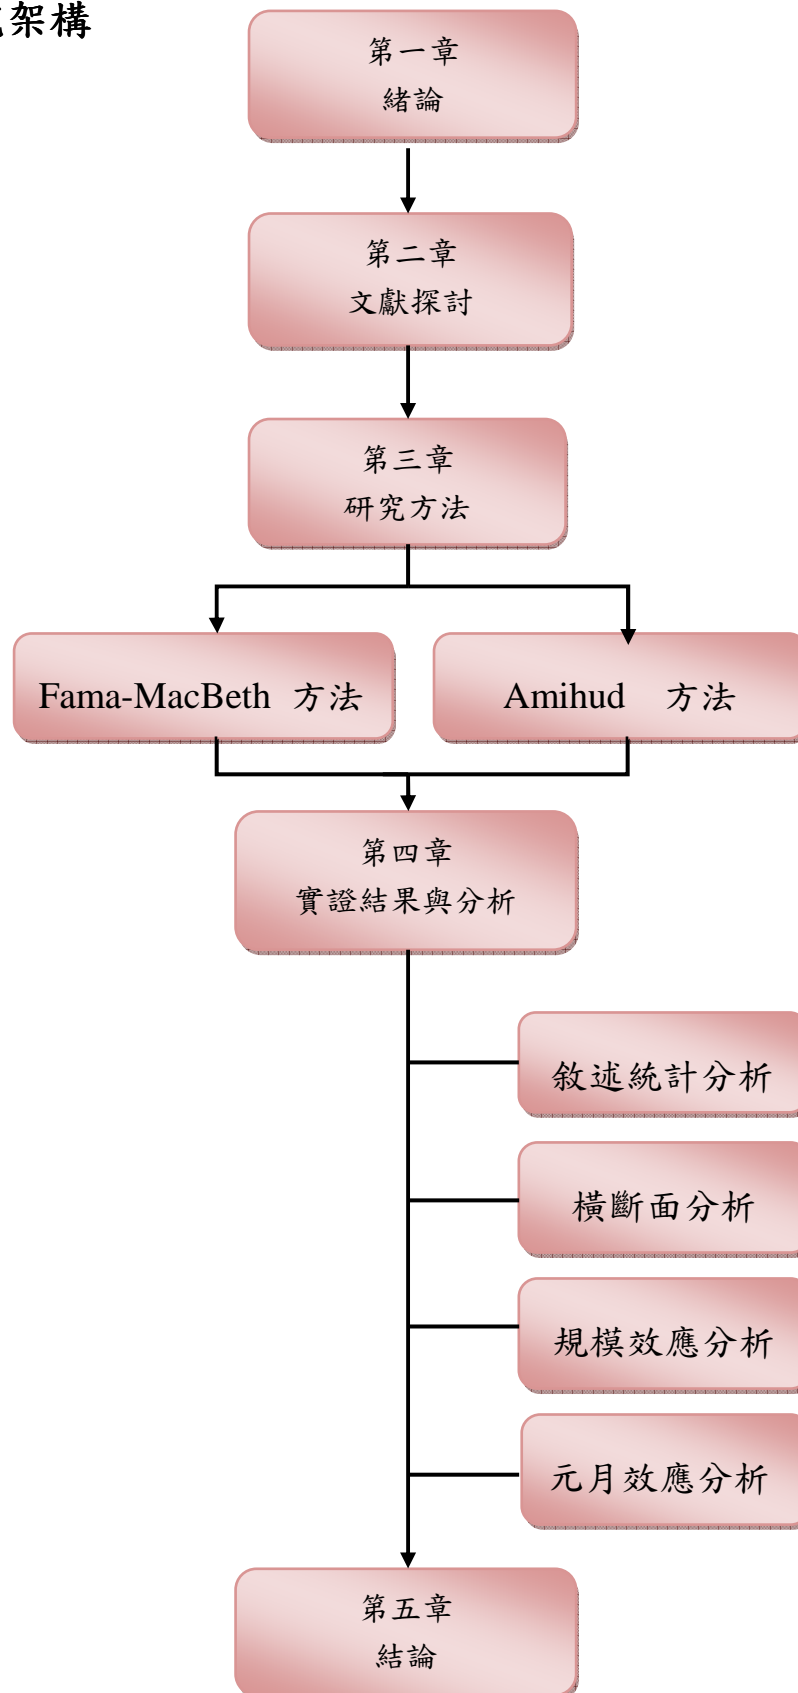 架構
第一章
緒論
第二章
文獻探討
第三章
研究方法
Fama-MacBeth 方法
Amihud 方法
第四章
實證結果與分析
敘述統計分析
橫斷面分析
規模效應分析
元月效應分析
第五章
結論